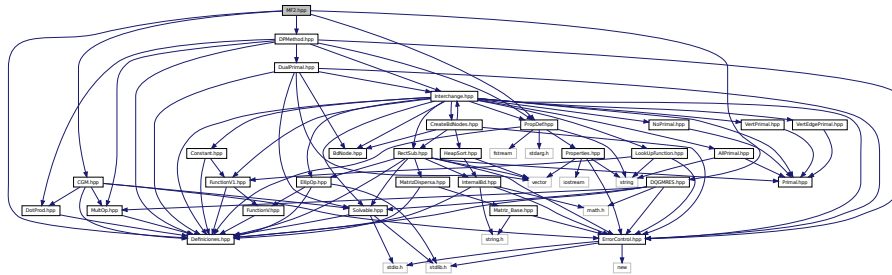 MF2.hpp
DPMethod.hpp
DualPrimal.hpp
Interchange.hpp
CreateBdNodes.hpp
PropDef.hpp
NoPrimal.hpp
VertPrimal.hpp
VertEdgePrimal.hpp
Constant.hpp
BdNode.hpp
RectSub.hpp
HeapSort.hpp
fstream
stdarg.h
Properties.hpp
LookUpFunction.hpp
AllPrimal.hpp
CGM.hpp
FunctionV1.hpp
EllipOp.hpp
MatrizDispersa.hpp
InternalBd.hpp
vector
iostream
string
DQGMRES.hpp
Primal.hpp
DotProd.hpp
MultOp.hpp
FunctionV.hpp
Solvable.hpp
Matriz_Base.hpp
math.h
Definiciones.hpp
string.h
ErrorControl.hpp
stdio.h
stdlib.h
new